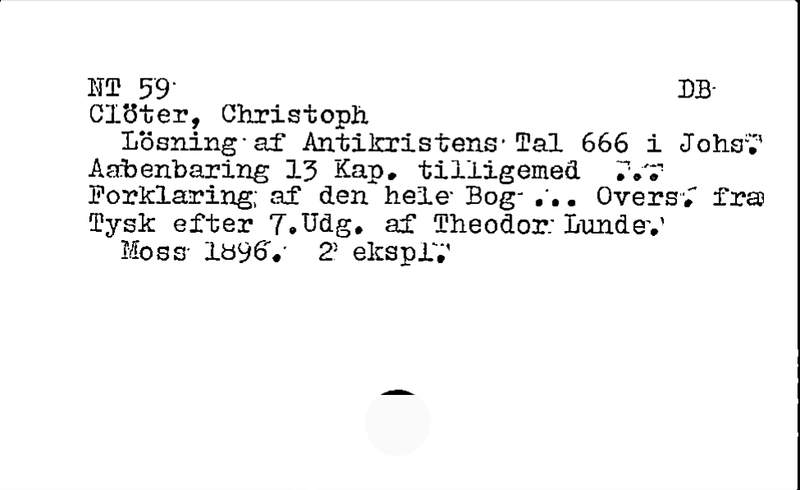 NT 59 DB
Clöter, Christoph
Lösning af Antikristens Tal 666 i Johs.
Aabenbaring 13 Kap. tilligemed ...
Forklaring af den hele Bog ... Overs. fra
Tysk efter 7.Udg. af Theodor Lunde.
Moss 1896. 2 ekspl.